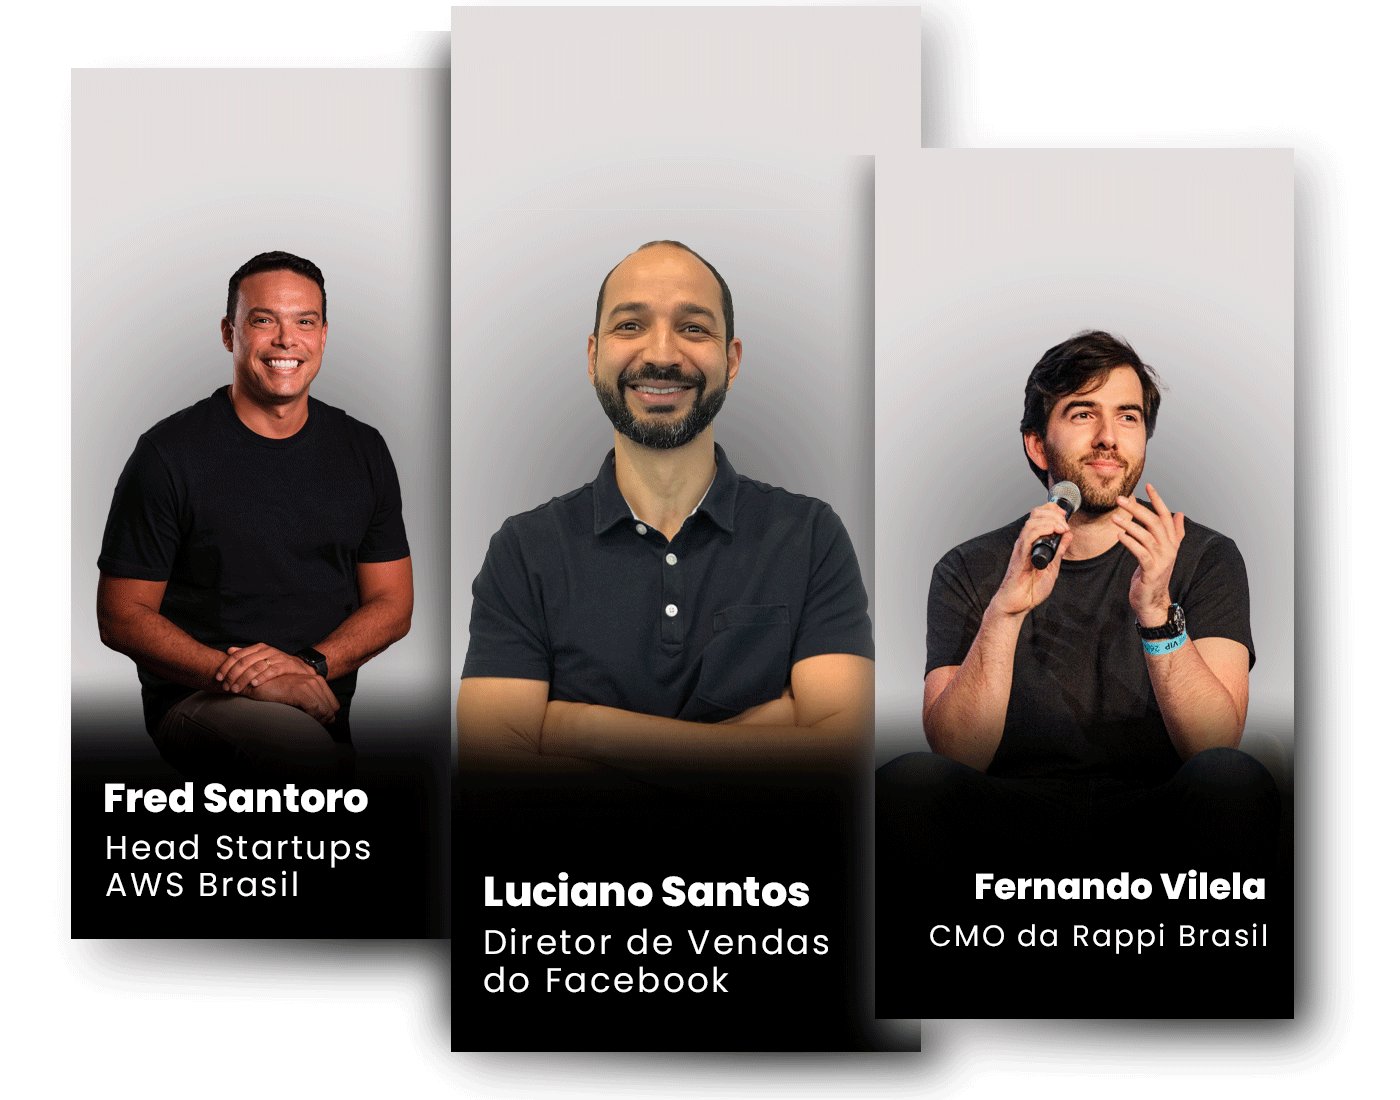 Fred Santoro
Head Startups
AWS Brasil
Luciano Santos
Diretor de Vendas
do Facebook
Fernando Vilela
CMO da Rappi Brasil
VIP